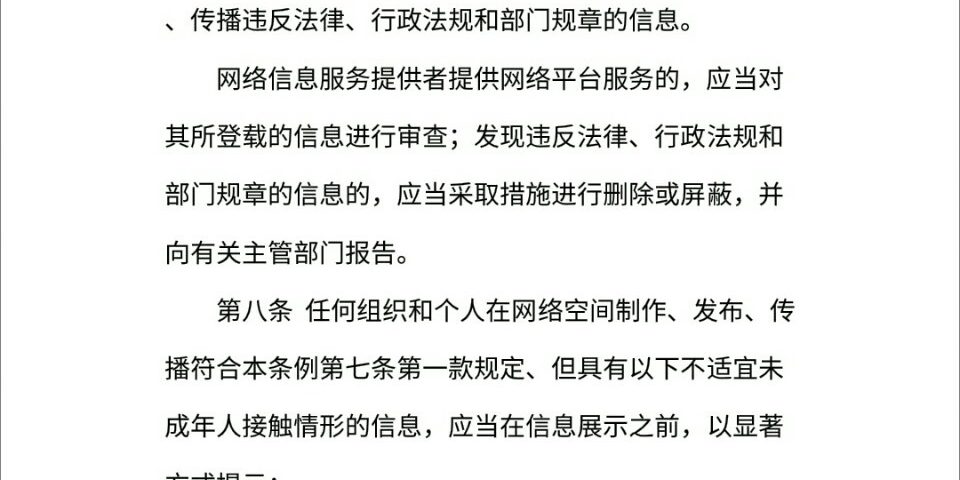 、传播违反法律、行政法规和部门规章的信息。
网络信息服务提供者提供网络平台服务的，应当对
其所登载的信息进行审查；发现违反法律、行政法规和
部门规章的信息的，应当采取措施进行删除或屏蔽，并
向有关主管部门报告。
第八条 任何组织和个人在网络空间制作、发布、传
播符合本条例第七条第一款规定、但具有以下不适宜未
成年人接触情形的信息，应当在信息展示之前，以显著
方式提示：